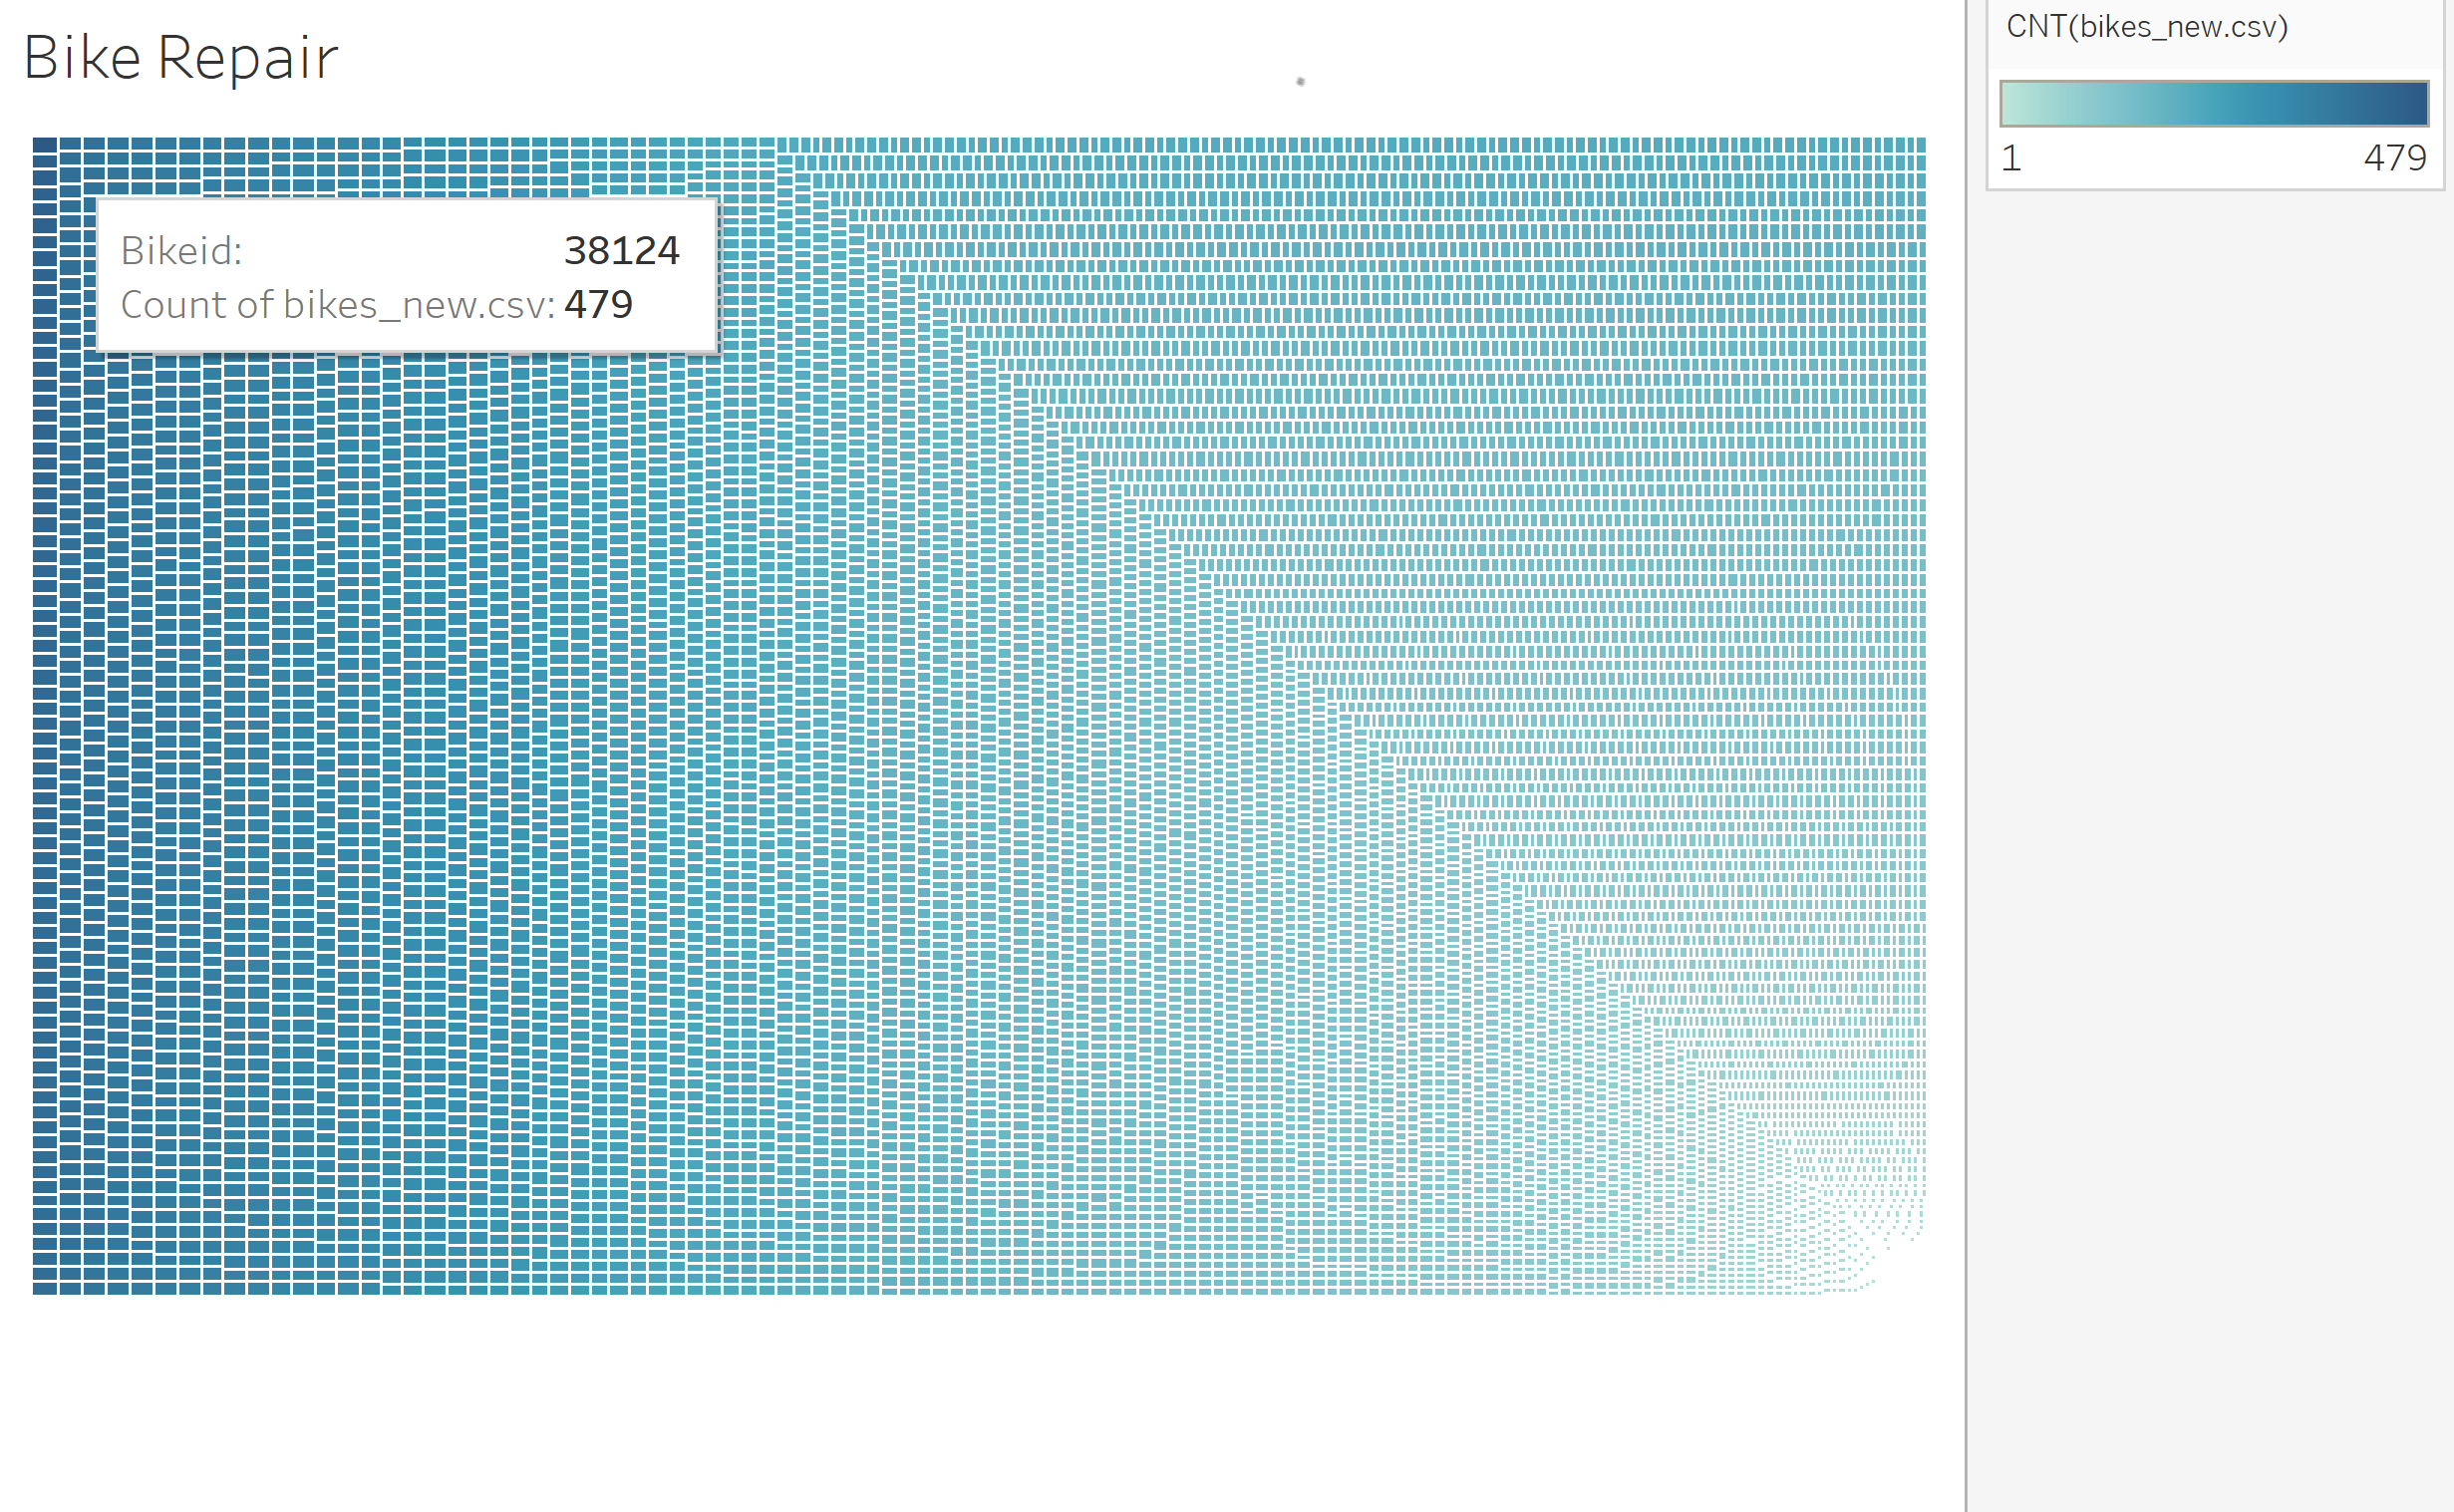 Bike Repair
CNT(bikes_new.csv)
1 479
Bikeid: 38124
Count of bikes_new.csv: 479